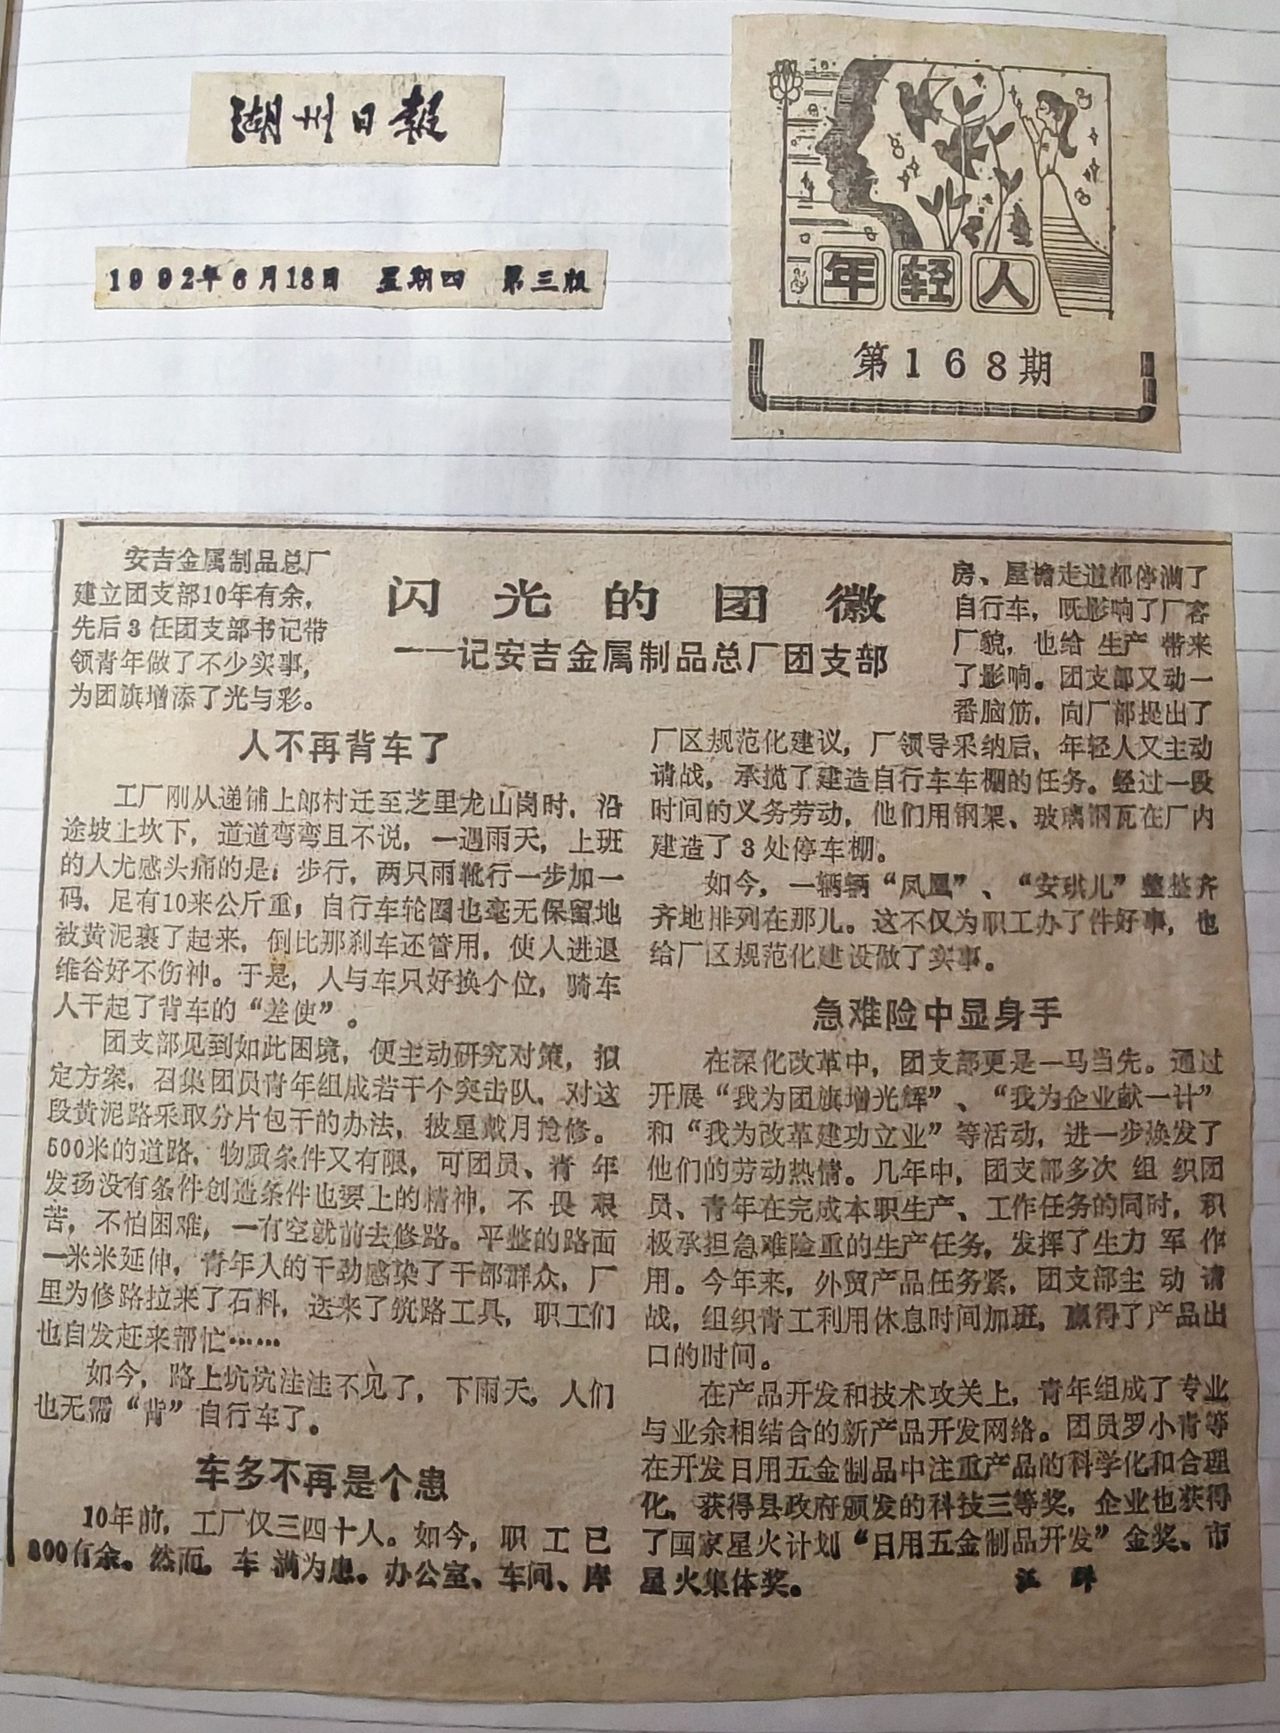 湖州日报
1992年6月18日 星期四 第三版
年轻人
第168期
闪光的团徽
——记安吉金属制品总厂团支部
安吉金属制品总厂
建立团支部10年有余，
先后3任团支部书记带
领青年做了不少实事，
为团旗增添了光与彩。
人不再背车了
工厂刚从递铺上郎村迁至芝里龙山岗时，沿
途坡上坎下，道道弯弯且不说，一遇雨天，上班
的人尤感头痛的是：步行，两只雨靴行一步加一
码，足有10来公斤重；自行车轮圈也毫无保留地
被黄泥裹了起来，倒比那刹车还管用，使人进退
维谷好不伤神。于是，人与车只好换个位，骑车
人干起了背车的“差使”。
团支部见到如此困境，便主动研究对策，拟
定方案，召集团员青年组成若干个突击队，对这
段黄泥路采取分片包干的办法，披星戴月抢修。
500米的道路，物质条件又有限，可团员、青年
发扬没有条件创造条件也要上的精神，不畏艰
苦，不怕困难，一有空就前去修路。平整的路面
一米米延伸，青年人的干劲感染了干部群众，厂
里为修路拉来了石料，送来了筑路工具，职工们
也自发赶来帮忙……
如今，路上坑坑洼洼不见了，下雨天，人们
也无需“背”自行车了。
车多不再是个患
10年前，工厂仅三四十人。如今，职工已
800有余。然而，车满为患。办公室、车间、库
房、屋檐走道都停满了
自行车，既影响了厂容
厂貌，也给生产带来
了影响。团支部又动一
番脑筋，向厂部提出了
厂区规范化建议，厂领导采纳后，年轻人又主动
请战，承揽了建造自行车车棚的任务。经过一段
时间的义务劳动，他们用钢架、玻璃钢瓦在厂内
建造了3处停车棚。
如今，一辆辆“凤凰”、“安琪儿”整整齐
齐地排列在那儿。这不仅为职工办了件好事，也
给厂区规范化建设做了实事。
急难险中显身手
在深化改革中，团支部更是一马当先。通过
开展“我为团旗增光辉”、“我为企业献一计”
和“我为改革建功立业”等活动，进一步焕发了
他们的劳动热情。几年中，团支部多次组织团
员、青年在完成本职生产、工作任务的同时，积
极承担急难险重的生产任务，发挥了生力军作
用。今年来，外贸产品任务紧，团支部主动请
战，组织青工利用休息时间加班，赢得了产品出
口的时间。
在产品开发和技术攻关上，青年组成了专业
与业余相结合的新产品开发网络。团员罗小青等
在开发日用五金制品中注重产品的科学化和合理
化，获得县政府颁发的科技三等奖，企业也获得
了国家星火计划“日用五金制品开发”金奖、市
星火集体奖。